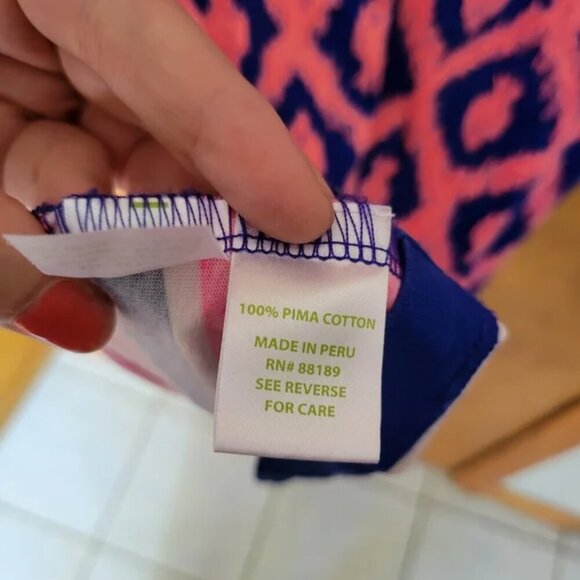 100% PIMA COTTON
MADE IN PERU
RN# 88189
SEE REVERSE
FOR CARE